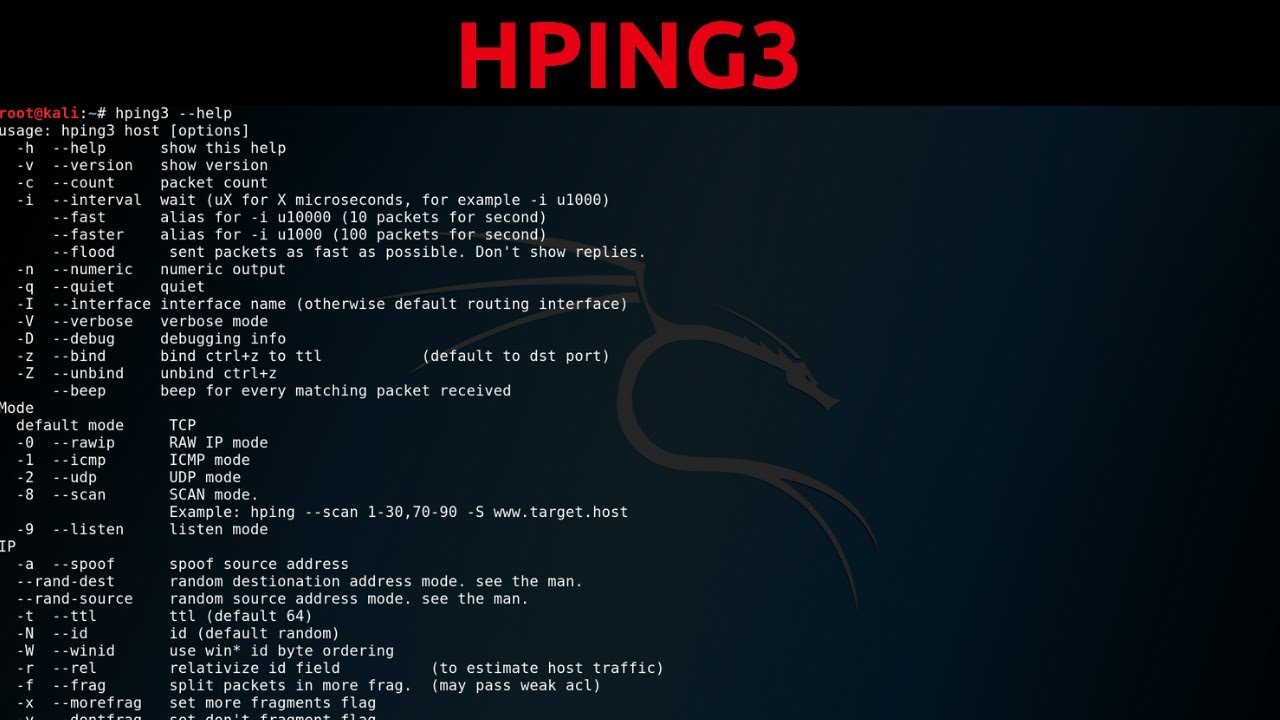 HPING3
root@kali:~# hping3 --help
usage: hping3 host [options]
  -h  --help      show this help
  -v  --version   show version
  -c  --count     packet count
  -i  --interval  wait (uX for X microseconds, for example -i u1000)
      --fast      alias for -i u10000 (10 packets for second)
      --faster    alias for -i u1000 (100 packets for second)
      --flood      sent packets as fast as possible. Don't show replies.
  -n  --numeric   numeric output
  -q  --quiet     quiet
  -I  --interface interface name (otherwise default routing interface)
  -V  --verbose   verbose mode
  -D  --debug     debugging info
  -z  --bind      bind ctrl+z to ttl           (default to dst port)
  -Z  --unbind    unbind ctrl+z
      --beep      beep for every matching packet received
Mode
  default mode     TCP
  -0  --rawip      RAW IP mode
  -1  --icmp       ICMP mode
  -2  --udp        UDP mode
  -8  --scan       SCAN mode.
                   Example: hping --scan 1-30,70-90 -S www.target.host
  -9  --listen     listen mode
IP
  -a  --spoof      spoof source address
  --rand-dest      random destionation address mode. see the man.
  --rand-source    random source address mode. see the man.
  -t  --ttl        ttl (default 64)
  -N  --id         id (default random)
  -W  --winid      use win* id byte ordering
  -r  --rel        relativize id field          (to estimate host traffic)
  -f  --frag       split packets in more frag.  (may pass weak acl)
  -x  --morefrag   set more fragments flag
  -y  --dontfrag   set don't fragment flag